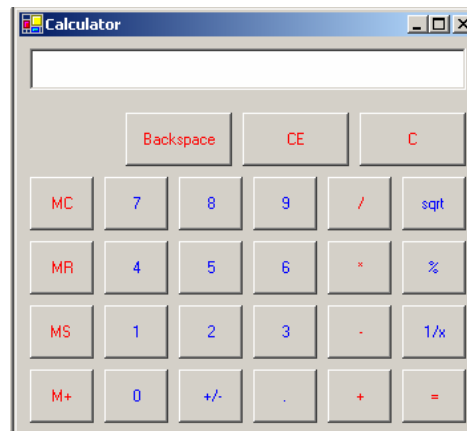 Calculator
Backspace CE C
MC 7 8 9 / sqrt
MR 4 5 6 * %
MS 1 2 3 - 1/x
M+ 0 +/- . + =